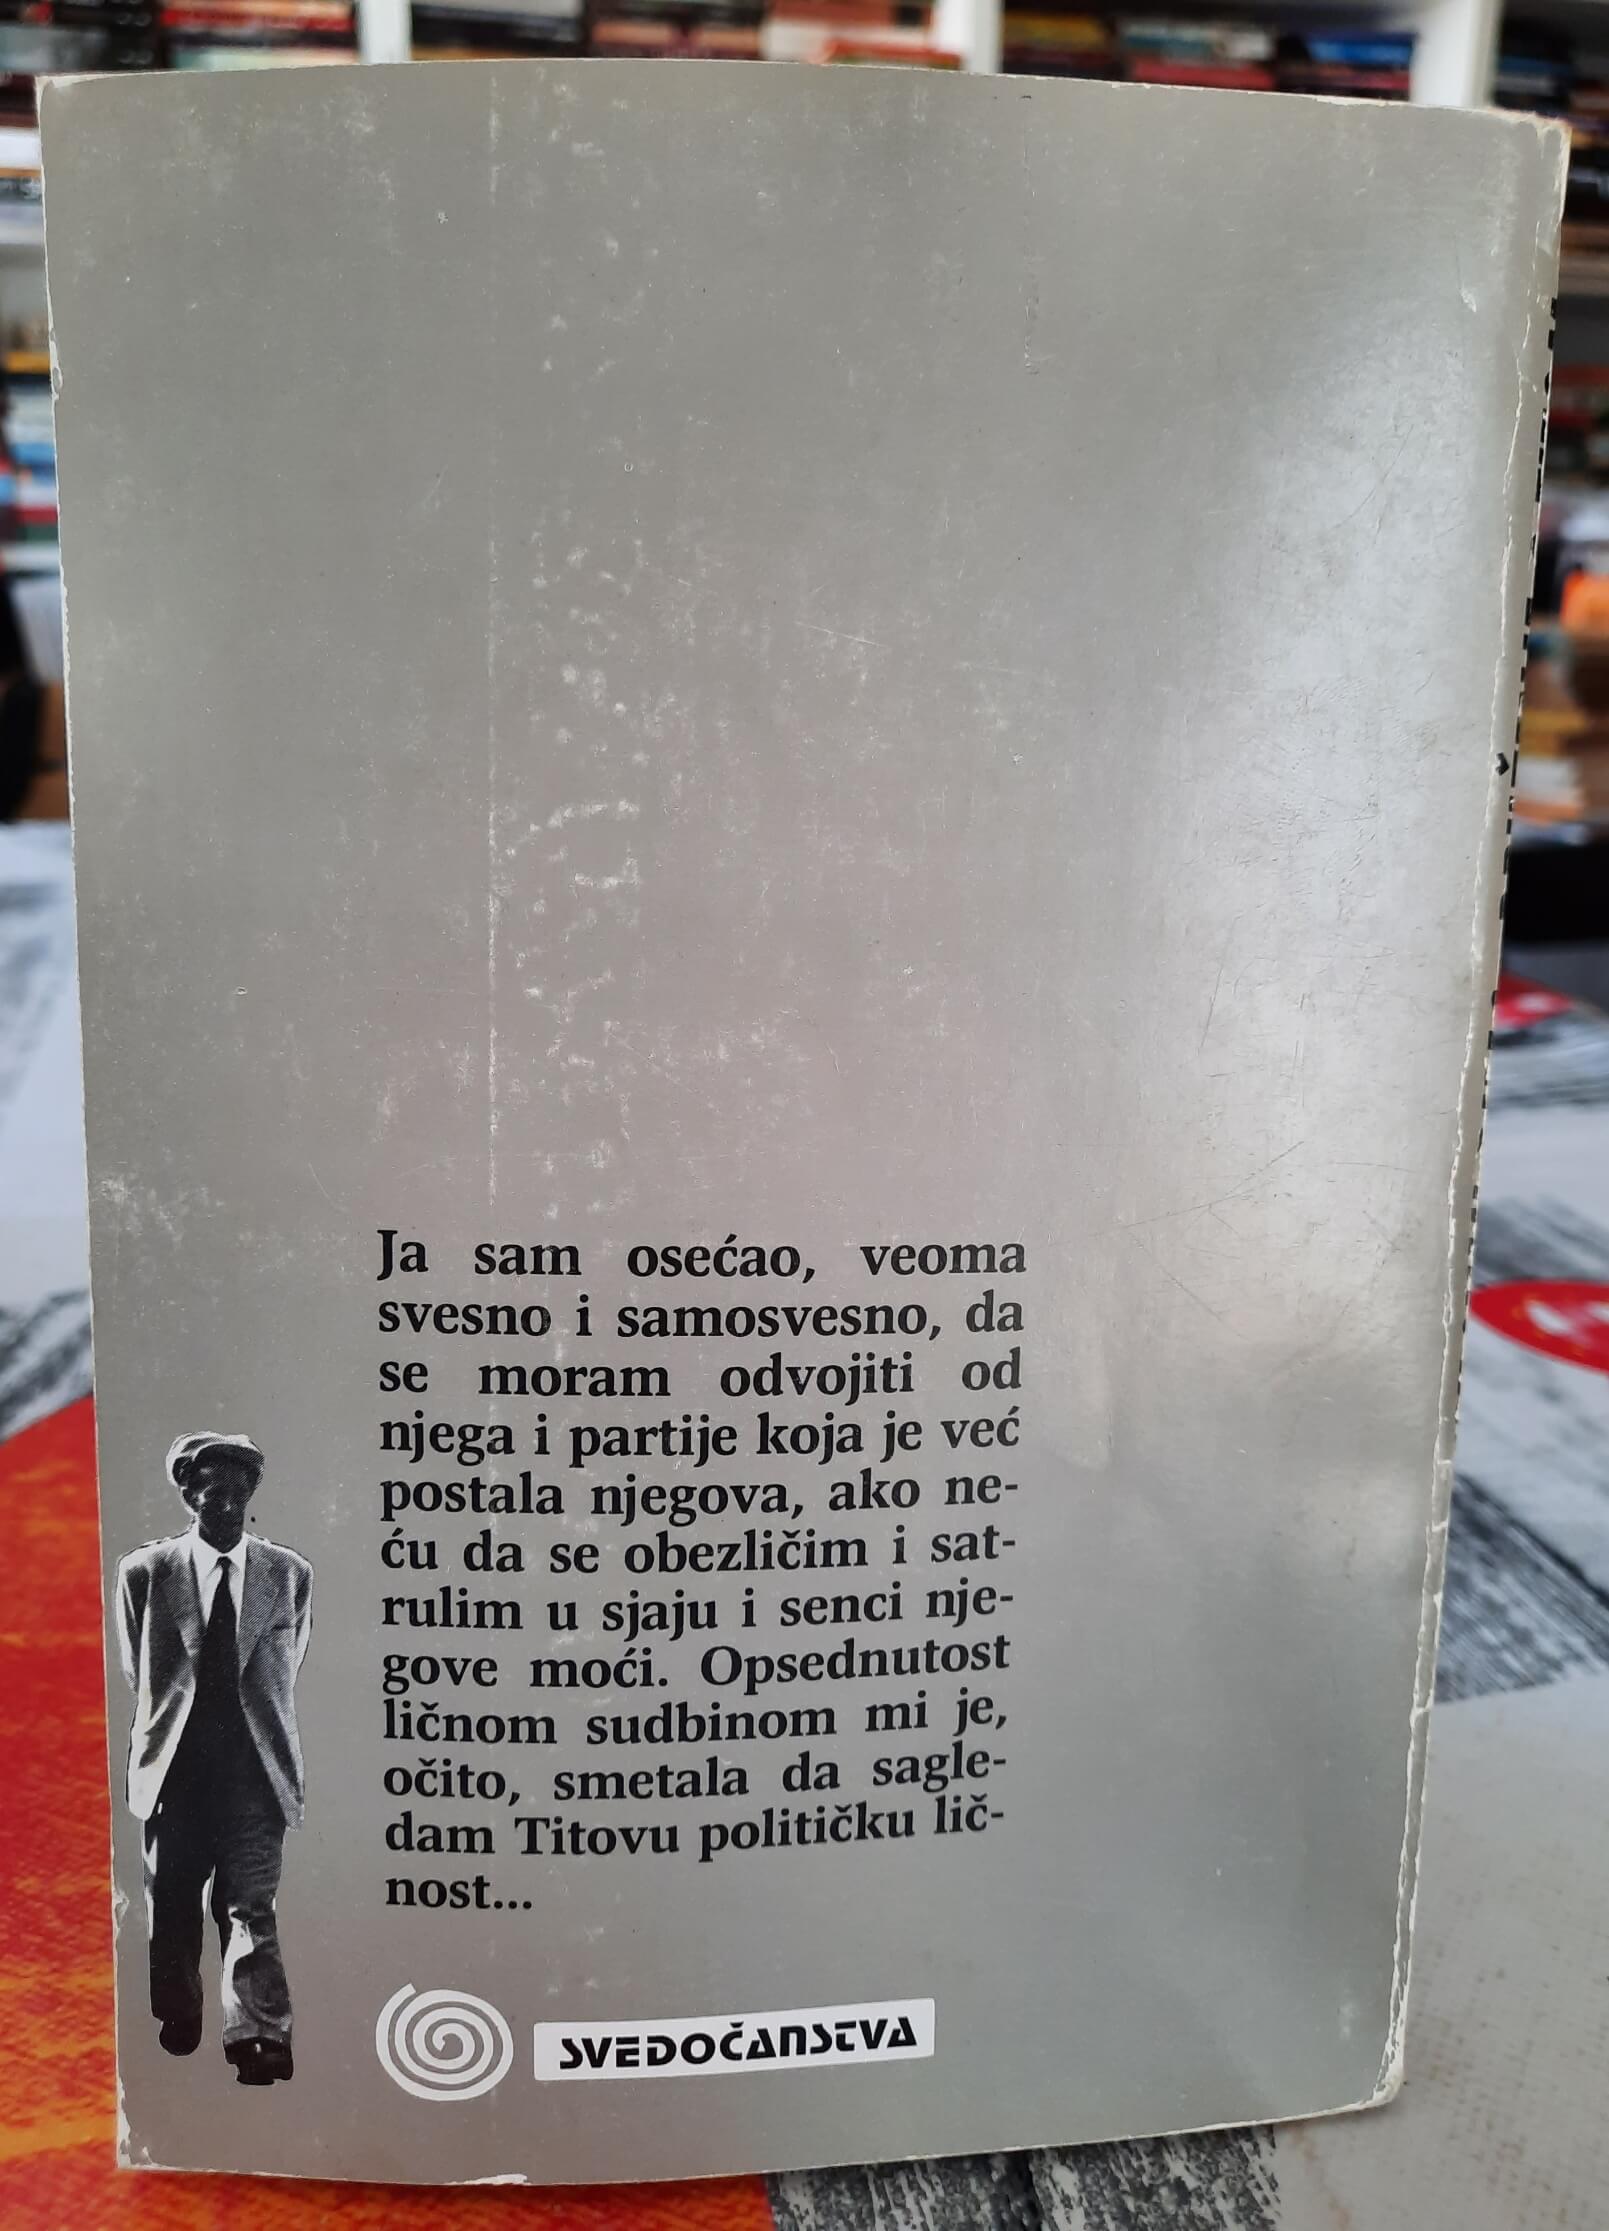 Ja sam osećao, veoma
svesno i samosvesno, da
se moram odvojiti od
njega i partije koja je već
postala njegova, ako ne-
ću da se obezličim i sat-
rulim u sjaju i senci nje-
gove moći. Opsednutost
ličnom sudbinom mi je,
očito, smetala da sagle-
dam Titovu političku lič-
nost...
SVEDOČANSTVA